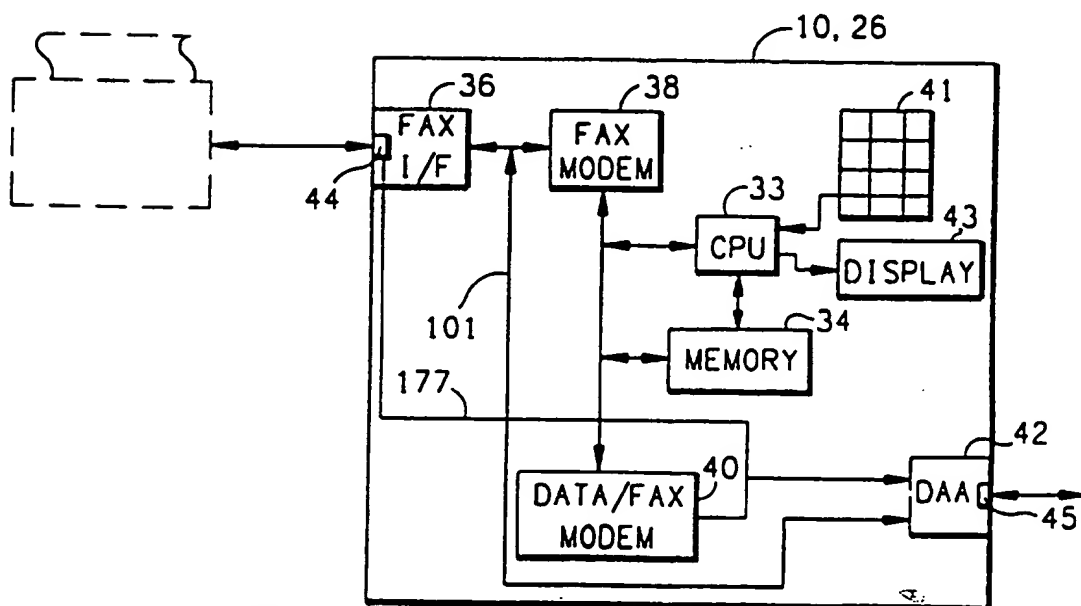 10, 26
36
38
41
FAX
I/F
FAX
MODEM
44
33
CPU
43
DISPLAY
101
34
MEMORY
177
42
40
DATA/FAX
MODEM
DAA
45